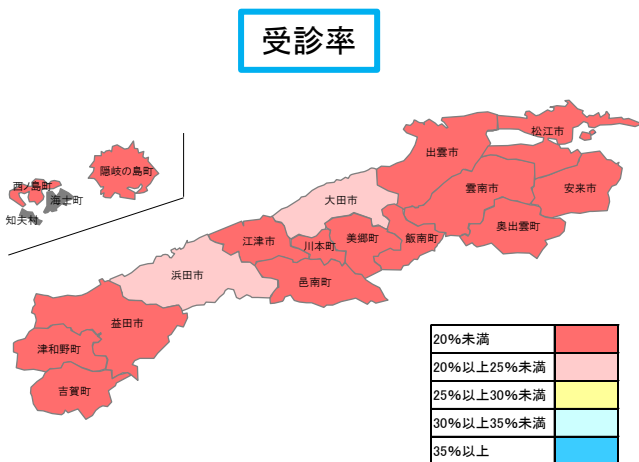 受診率
松江市
出雲市
隠岐の島町
西ノ島町
海士町
知夫村
安来市
雲南市
大田市
奥出雲町
飯南町
美郷町
江津市
川本町
浜田市
邑南町
益田市
津和野町
吉賀町
20%未満
20%以上25%未満
25%以上30%未満
30%以上35%未満
35%以上